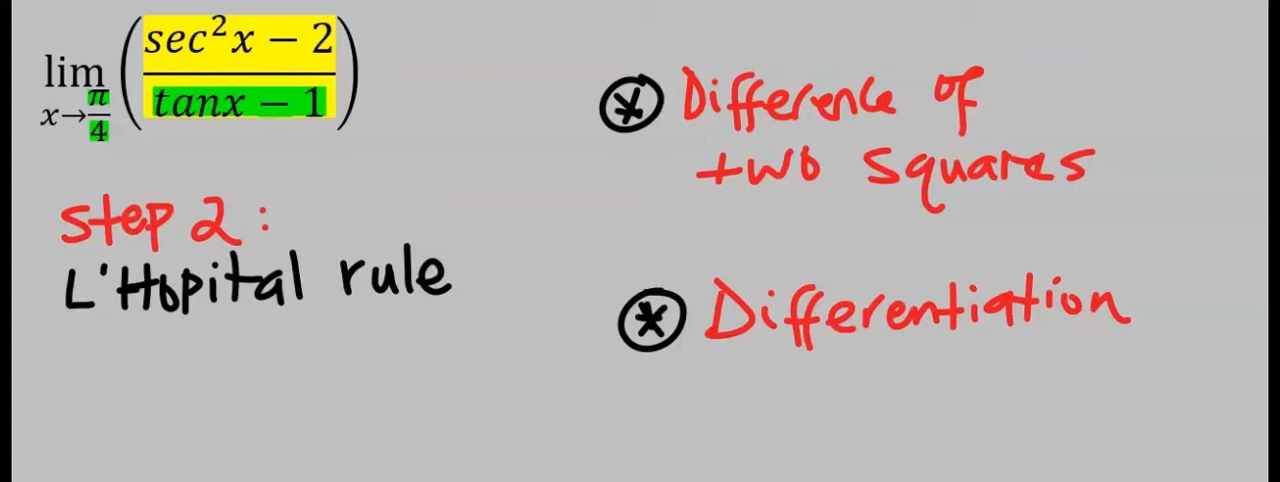 lim x→π/4 (sec²x − 2 / tanx − 1)
Step 2:
L'Hopital rule
* Difference of
two squares
* Differentiation